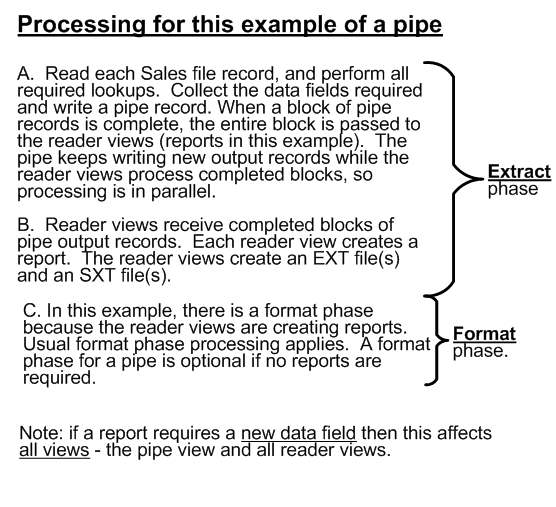 Processing for this example of a pipe
A.  Read each Sales file record, and perform all
required lookups.  Collect the data fields required
and write a pipe record. When a block of pipe
records is complete, the entire block is passed to
the reader views (reports in this example).  The
pipe keeps writing new output records while the
reader views process completed blocks, so
processing is in parallel.
Extract
phase
B.  Reader views receive completed blocks of
pipe output records.  Each reader view creates a
report.  The reader views create an EXT file(s)
and an SXT file(s).
C. In this example, there is a format phase
because the reader views are creating reports.
Usual format phase processing applies.  A format
phase for a pipe is optional if no reports are
required.
Format
phase.
Note: if a report requires a new data field then this affects
all views - the pipe view and all reader views.